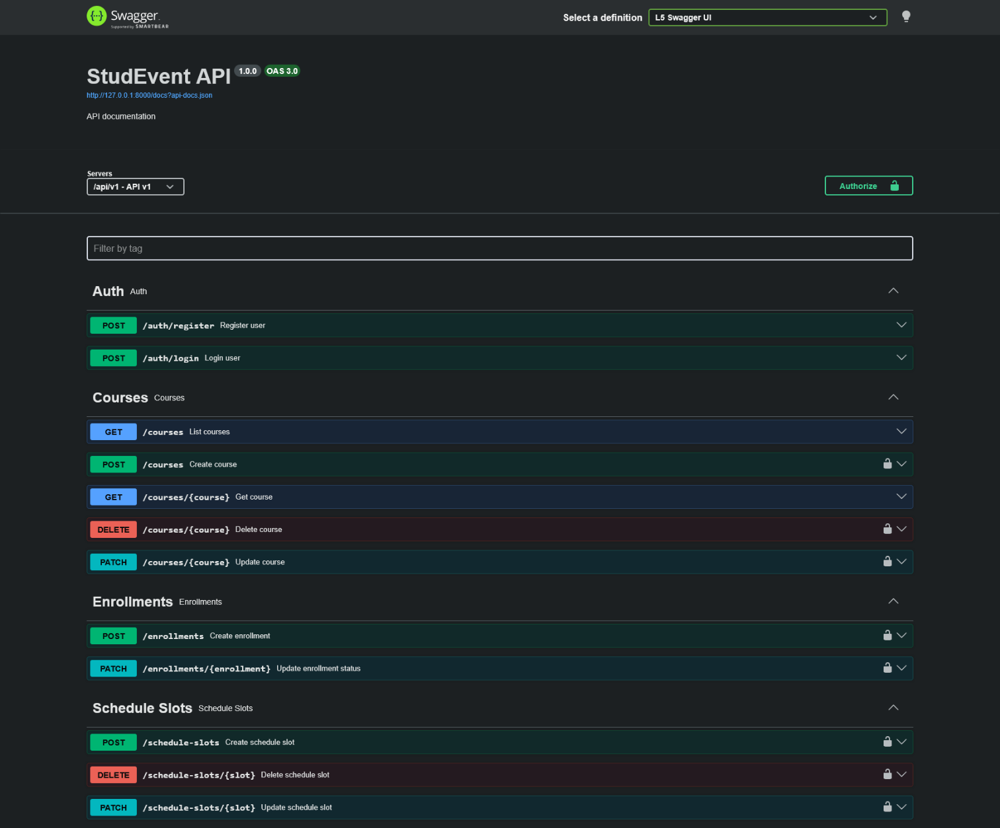 Swagger.
Supported by SMARTBEAR
Select a definition
L5 Swagger UI
StudEvent API 1.0.0 OAS 3.0
http://127.0.0.1:8000/docs?api-docs.json
API documentation
Servers
/api/v1 - API v1
Authorize
Filter by tag
Auth Auth
POST /auth/register Register user
POST /auth/login Login user
Courses Courses
GET /courses List courses
POST /courses Create course
GET /courses/{course} Get course
DELETE /courses/{course} Delete course
PATCH /courses/{course} Update course
Enrollments Enrollments
POST /enrollments Create enrollment
PATCH /enrollments/{enrollment} Update enrollment status
Schedule Slots Schedule Slots
POST /schedule-slots Create schedule slot
DELETE /schedule-slots/{slot} Delete schedule slot
PATCH /schedule-slots/{slot} Update schedule slot